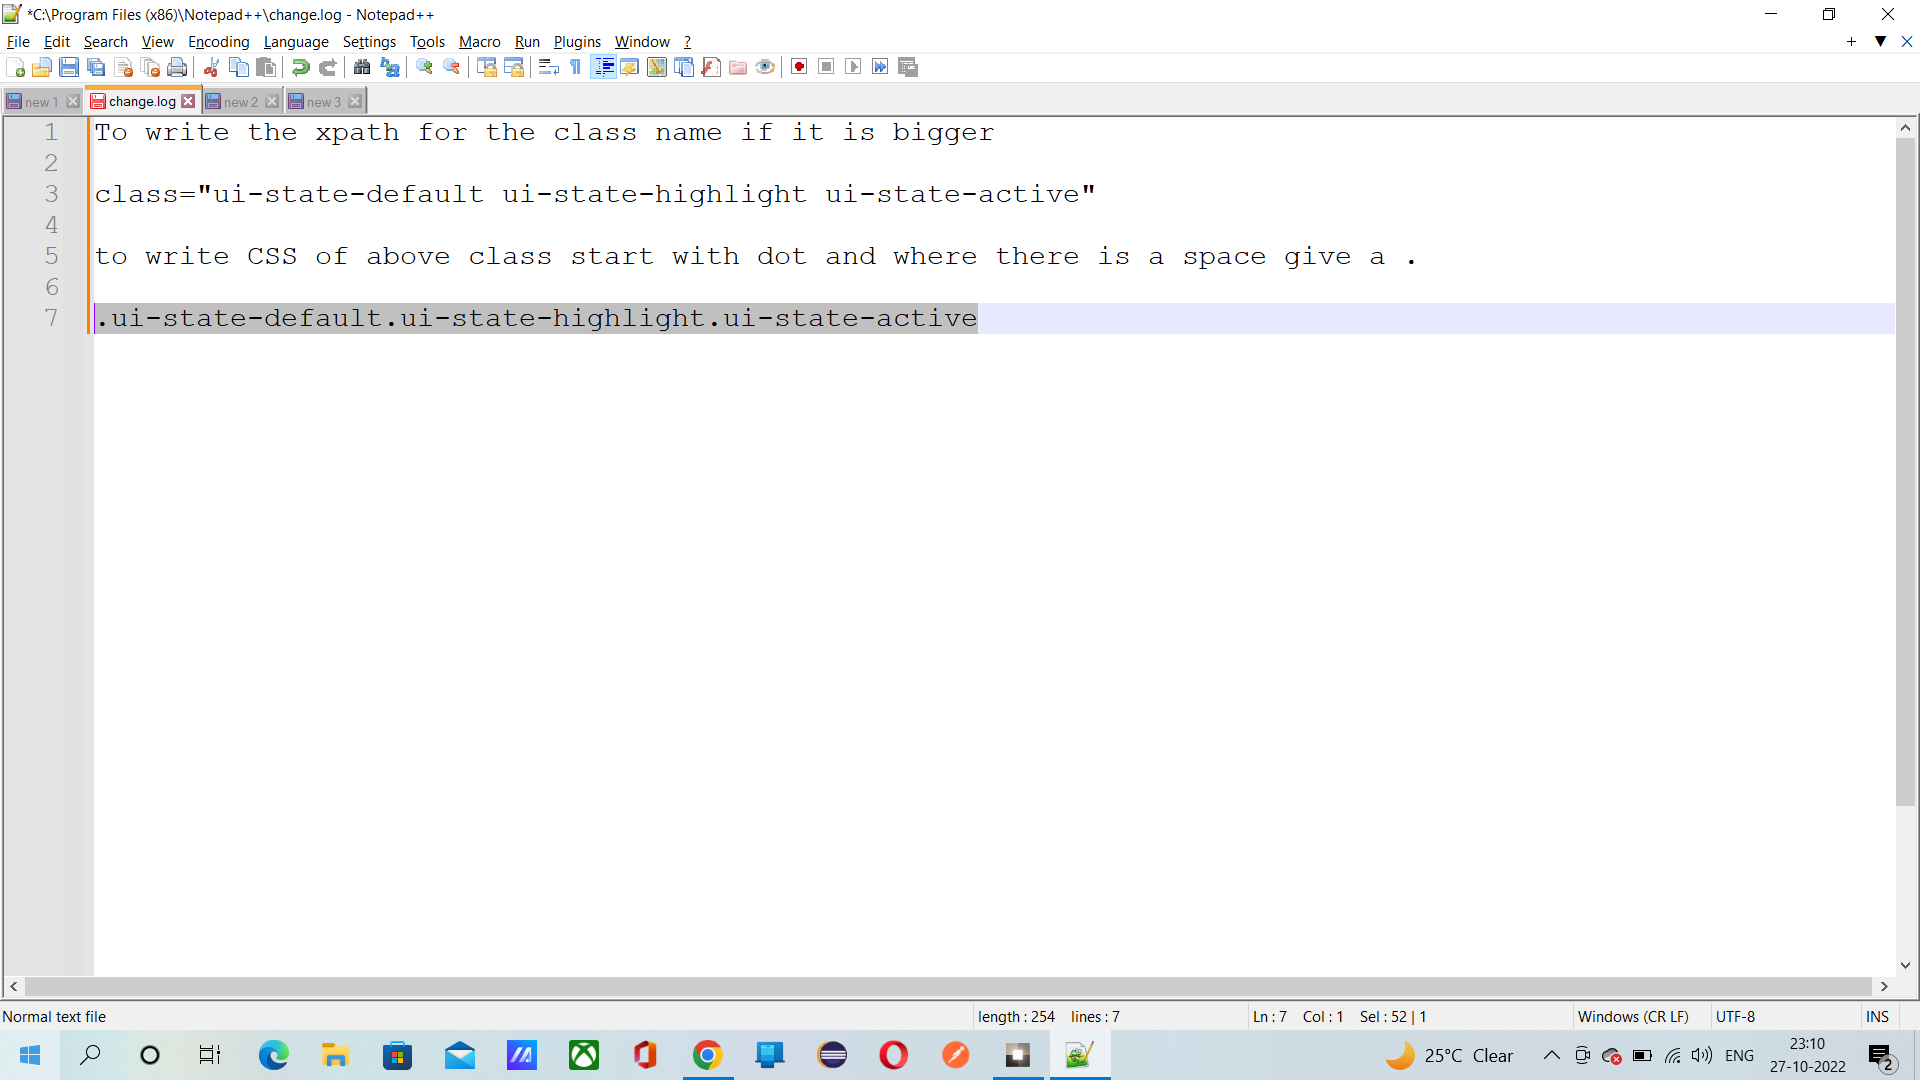 *C:\Program Files (x86)\Notepad++\change.log - Notepad++
File Edit Search View Encoding Language Settings Tools Macro Run Plugins Window ?
new 1 change.log new 2 new 3
1 To write the xpath for the class name if it is bigger
2
3 class="ui-state-default ui-state-highlight ui-state-active"
4
5 to write CSS of above class start with dot and where there is a space give a .
6
7 .ui-state-default.ui-state-highlight.ui-state-active
Normal text file length : 254 lines : 7 Ln : 7 Col : 1 Sel : 52 | 1 Windows (CR LF) UTF-8 INS
25°C Clear ENG 23:10
27-10-2022 2